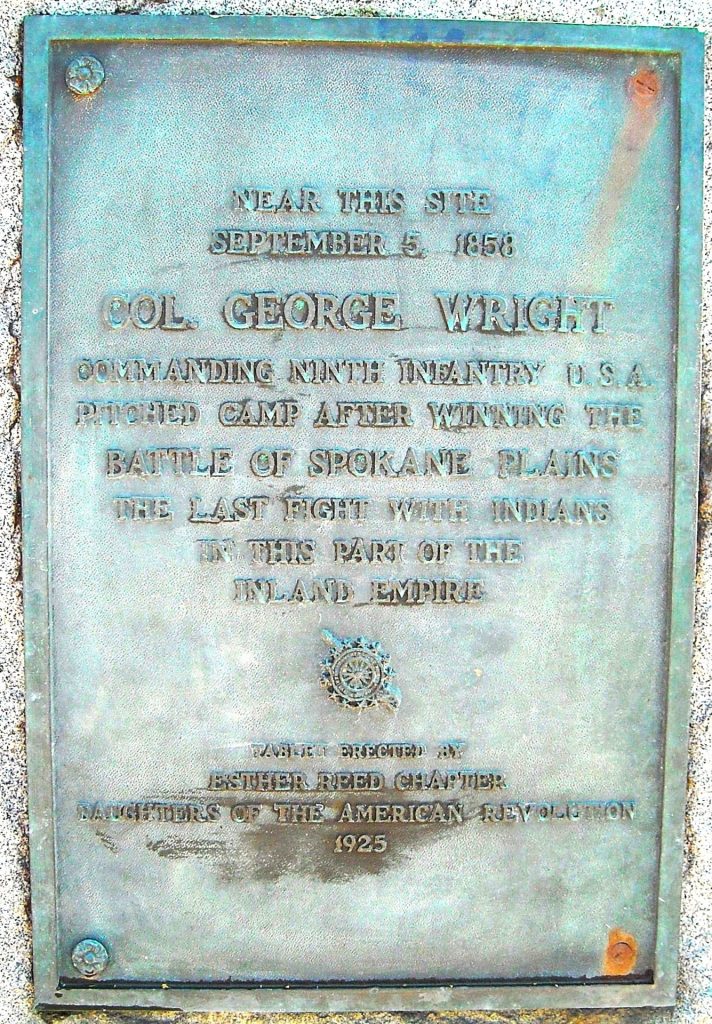 NEAR THIS SITE
SEPTEMBER 5, 1858
COL. GEORGE WRIGHT
COMMANDING NINTH INFANTRY U.S.A.
PITCHED CAMP AFTER WINNING THE
BATTLE OF SPOKANE PLAINS
THE LAST FIGHT WITH INDIANS
IN THIS PART OF THE
INLAND EMPIRE
TABLET ERECTED BY
ESTHER REED CHAPTER
DAUGHTERS OF THE AMERICAN REVOLUTION
1925